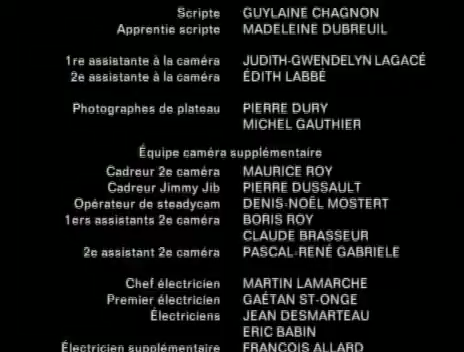 Scripte GUYLAINE CHAGNON
Apprentie scripte MADELEINE DUBREUIL
1re assistante à la caméra JUDITH-GWENDELYN LAGACÉ
2e assistante à la caméra ÉDITH LABBÉ
Photographes de plateau PIERRE DURY
MICHEL GAUTHIER
Équipe caméra supplémentaire
Cadreur 2e caméra MAURICE ROY
Cadreur Jimmy Jib PIERRE DUSSAULT
Opérateur de steadycam DENIS-NOËL MOSTERT
1ers assistants 2e caméra BORIS ROY
CLAUDE BRASSEUR
2e assistant 2e caméra PASCAL-RENÉ GABRIELE
Chef électricien MARTIN LAMARCHE
Premier électricien GAÉTAN ST-ONGE
Électriciens JEAN DESMARTEAU
ERIC BABIN
Électricien supplémentaire FRANÇOIS ALLARD